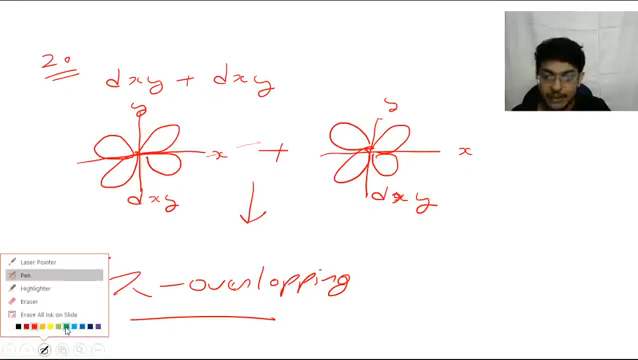 2.
dxy + dxy
y
y
x
+
x
dxy
dxy
π - overlapping
Laser Pointer
Pen
Highlighter
Eraser
Erase All Ink on Slide